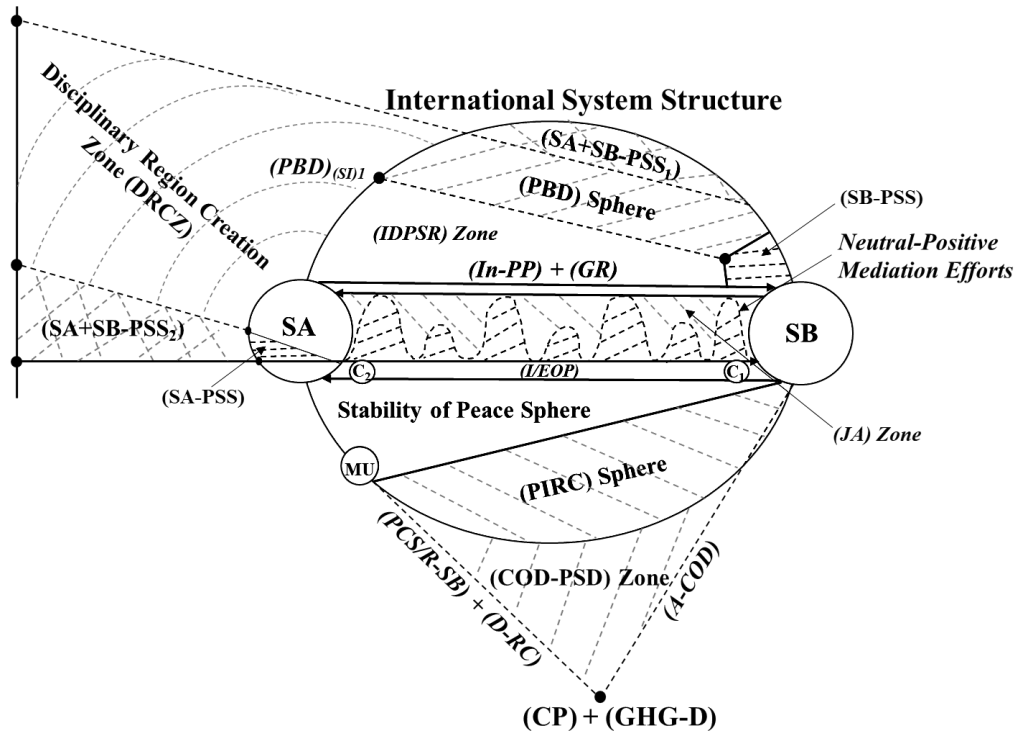 International System Structure
Disciplinary Region Creation
Zone (DRCZ)
(SA+SB-PSS₁)
(PBD)₍SI₎₁
(PBD) Sphere
(SB-PSS)
(IDPSR) Zone
Neutral-Positive
Mediation Efforts
(In-PP) + (GR)
(SA+SB-PSS₂)
SA
SB
C₂
(I/EOP)
C₁
(SA-PSS)
Stability of Peace Sphere
(JA) Zone
MU
(PIRC) Sphere
(PCS/R-SB) + (D-RC)
(COD-PSD) Zone
(A-COD)
(CP) + (GHG-D)